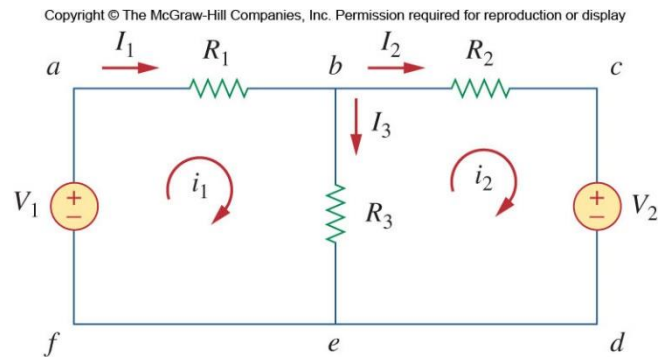 Copyright © The McGraw-Hill Companies, Inc. Permission required for reproduction or display
a I₁ R₁ b I₂ R₂ c
I₃
V₁ + − i₁ R₃ i₂ + − V₂
f e d